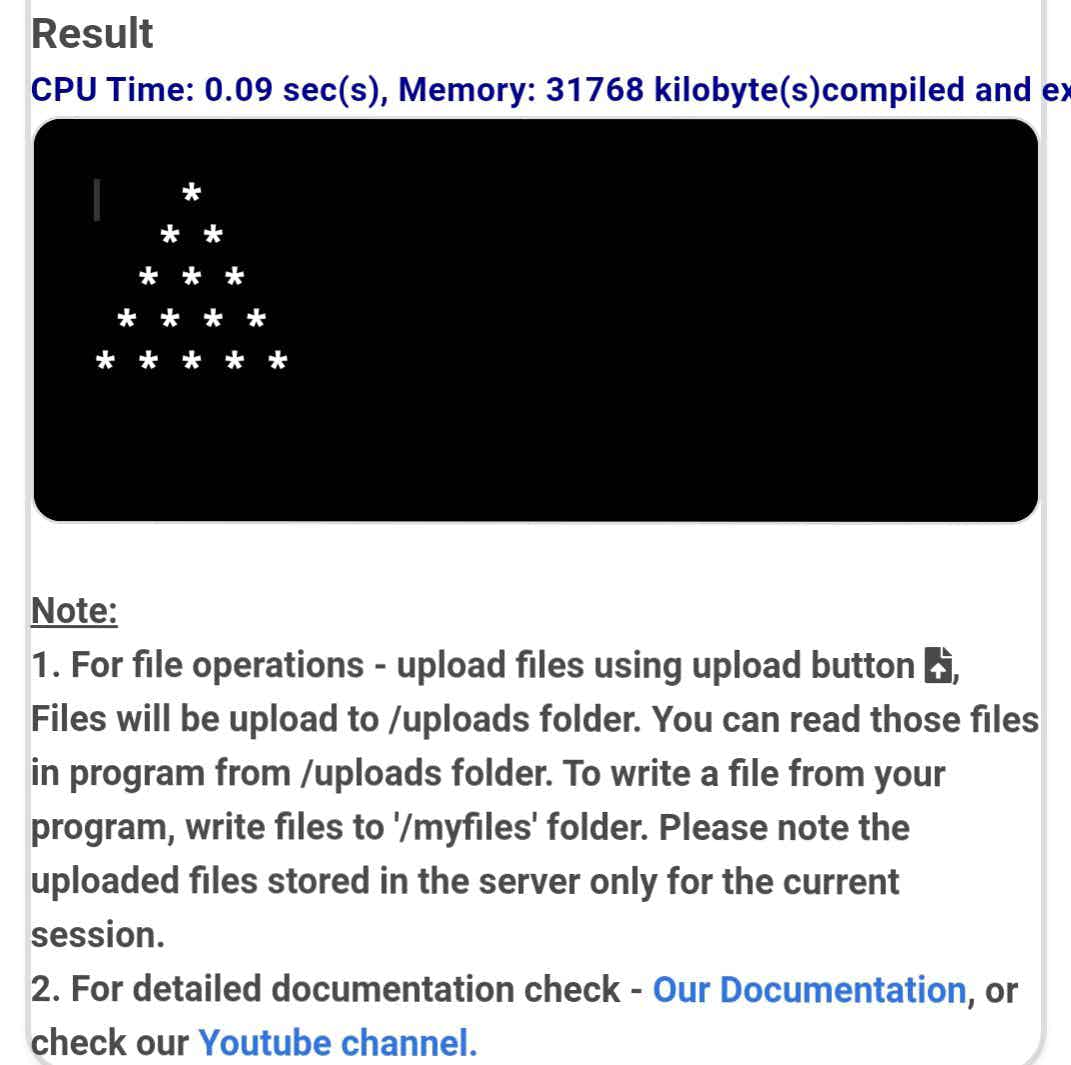 Result
CPU Time: 0.09 sec(s), Memory: 31768 kilobyte(s)compiled and ex
    *
   * *
  * * *
 * * * *
* * * * *
Note:
1. For file operations - upload files using upload button ,
Files will be upload to /uploads folder. You can read those files
in program from /uploads folder. To write a file from your
program, write files to '/myfiles' folder. Please note the
uploaded files stored in the server only for the current
session.
2. For detailed documentation check - Our Documentation, or
check our Youtube channel.